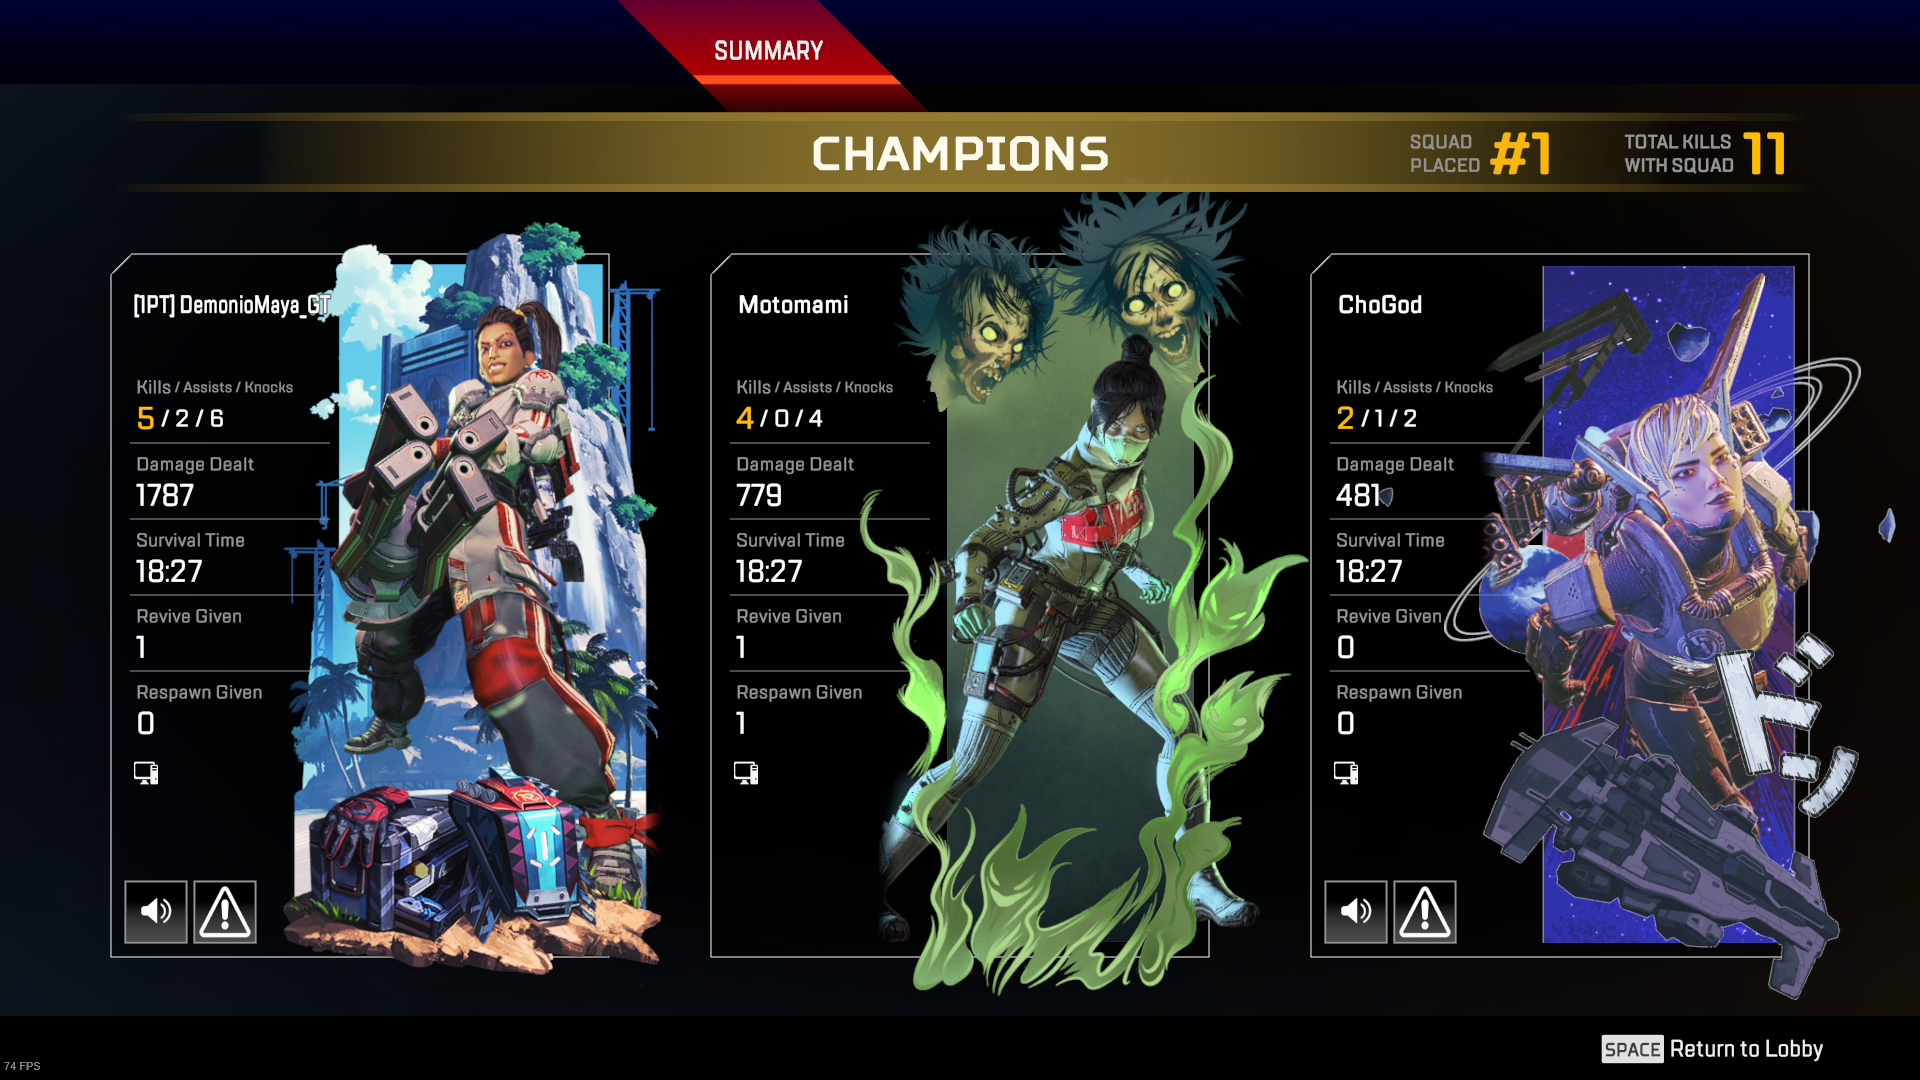 SUMMARY
CHAMPIONS
SQUAD PLACED #1
TOTAL KILLS WITH SQUAD 11
[1PT] DemonioMaya_GT
Kills / Assists / Knocks
5 / 2 / 6
Damage Dealt
1787
Survival Time
18:27
Revive Given
1
Respawn Given
0
Motomami
Kills / Assists / Knocks
4 / 0 / 4
Damage Dealt
779
Survival Time
18:27
Revive Given
1
Respawn Given
1
ChoGod
Kills / Assists / Knocks
2 / 1 / 2
Damage Dealt
481
Survival Time
18:27
Revive Given
0
Respawn Given
0
ドン
SPACE Return to Lobby
74 FPS